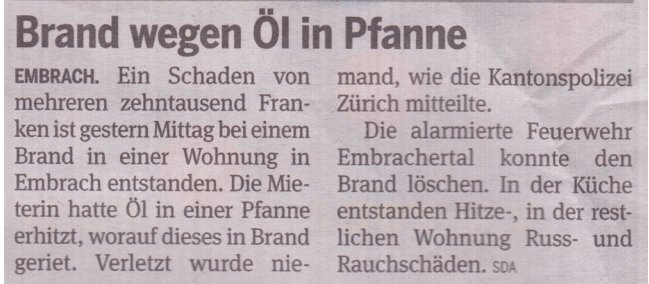 Brand wegen Öl in Pfanne
EMBRACH. Ein Schaden von
mehreren zehntausend Fran-
ken ist gestern Mittag bei einem
Brand in einer Wohnung in
Embrach entstanden. Die Mie-
terin hatte Öl in einer Pfanne
erhitzt, worauf dieses in Brand
geriet. Verletzt wurde nie-
mand, wie die Kantonspolizei
Zürich mitteilte.
Die alarmierte Feuerwehr
Embrachertal konnte den
Brand löschen. In der Küche
entstanden Hitze-, in der rest-
lichen Wohnung Russ- und
Rauchschäden. SDA